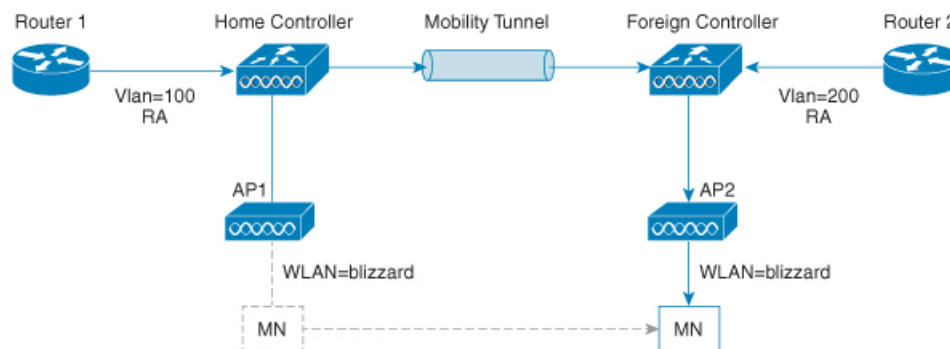 Router 1
Home Controller
Mobility Tunnel
Foreign Controller
Router 2
Vlan=100
RA
Vlan=200
RA
AP1
AP2
WLAN=blizzard
WLAN=blizzard
MN
MN